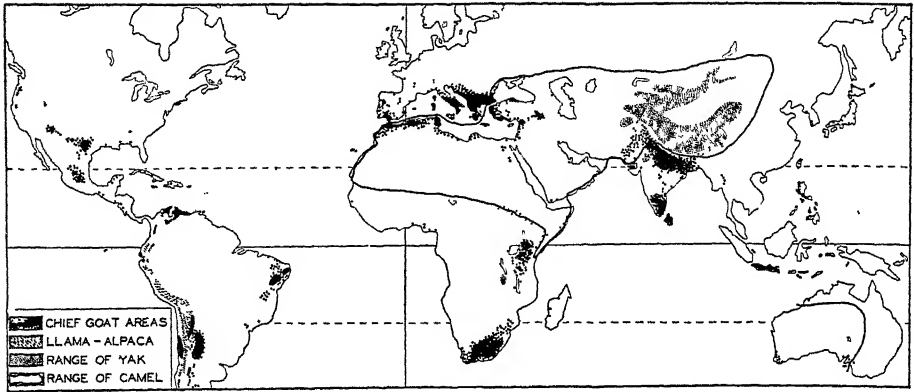 CHIEF GOAT AREAS
LLAMA - ALPACA
RANGE OF YAK
RANGE OF CAMEL